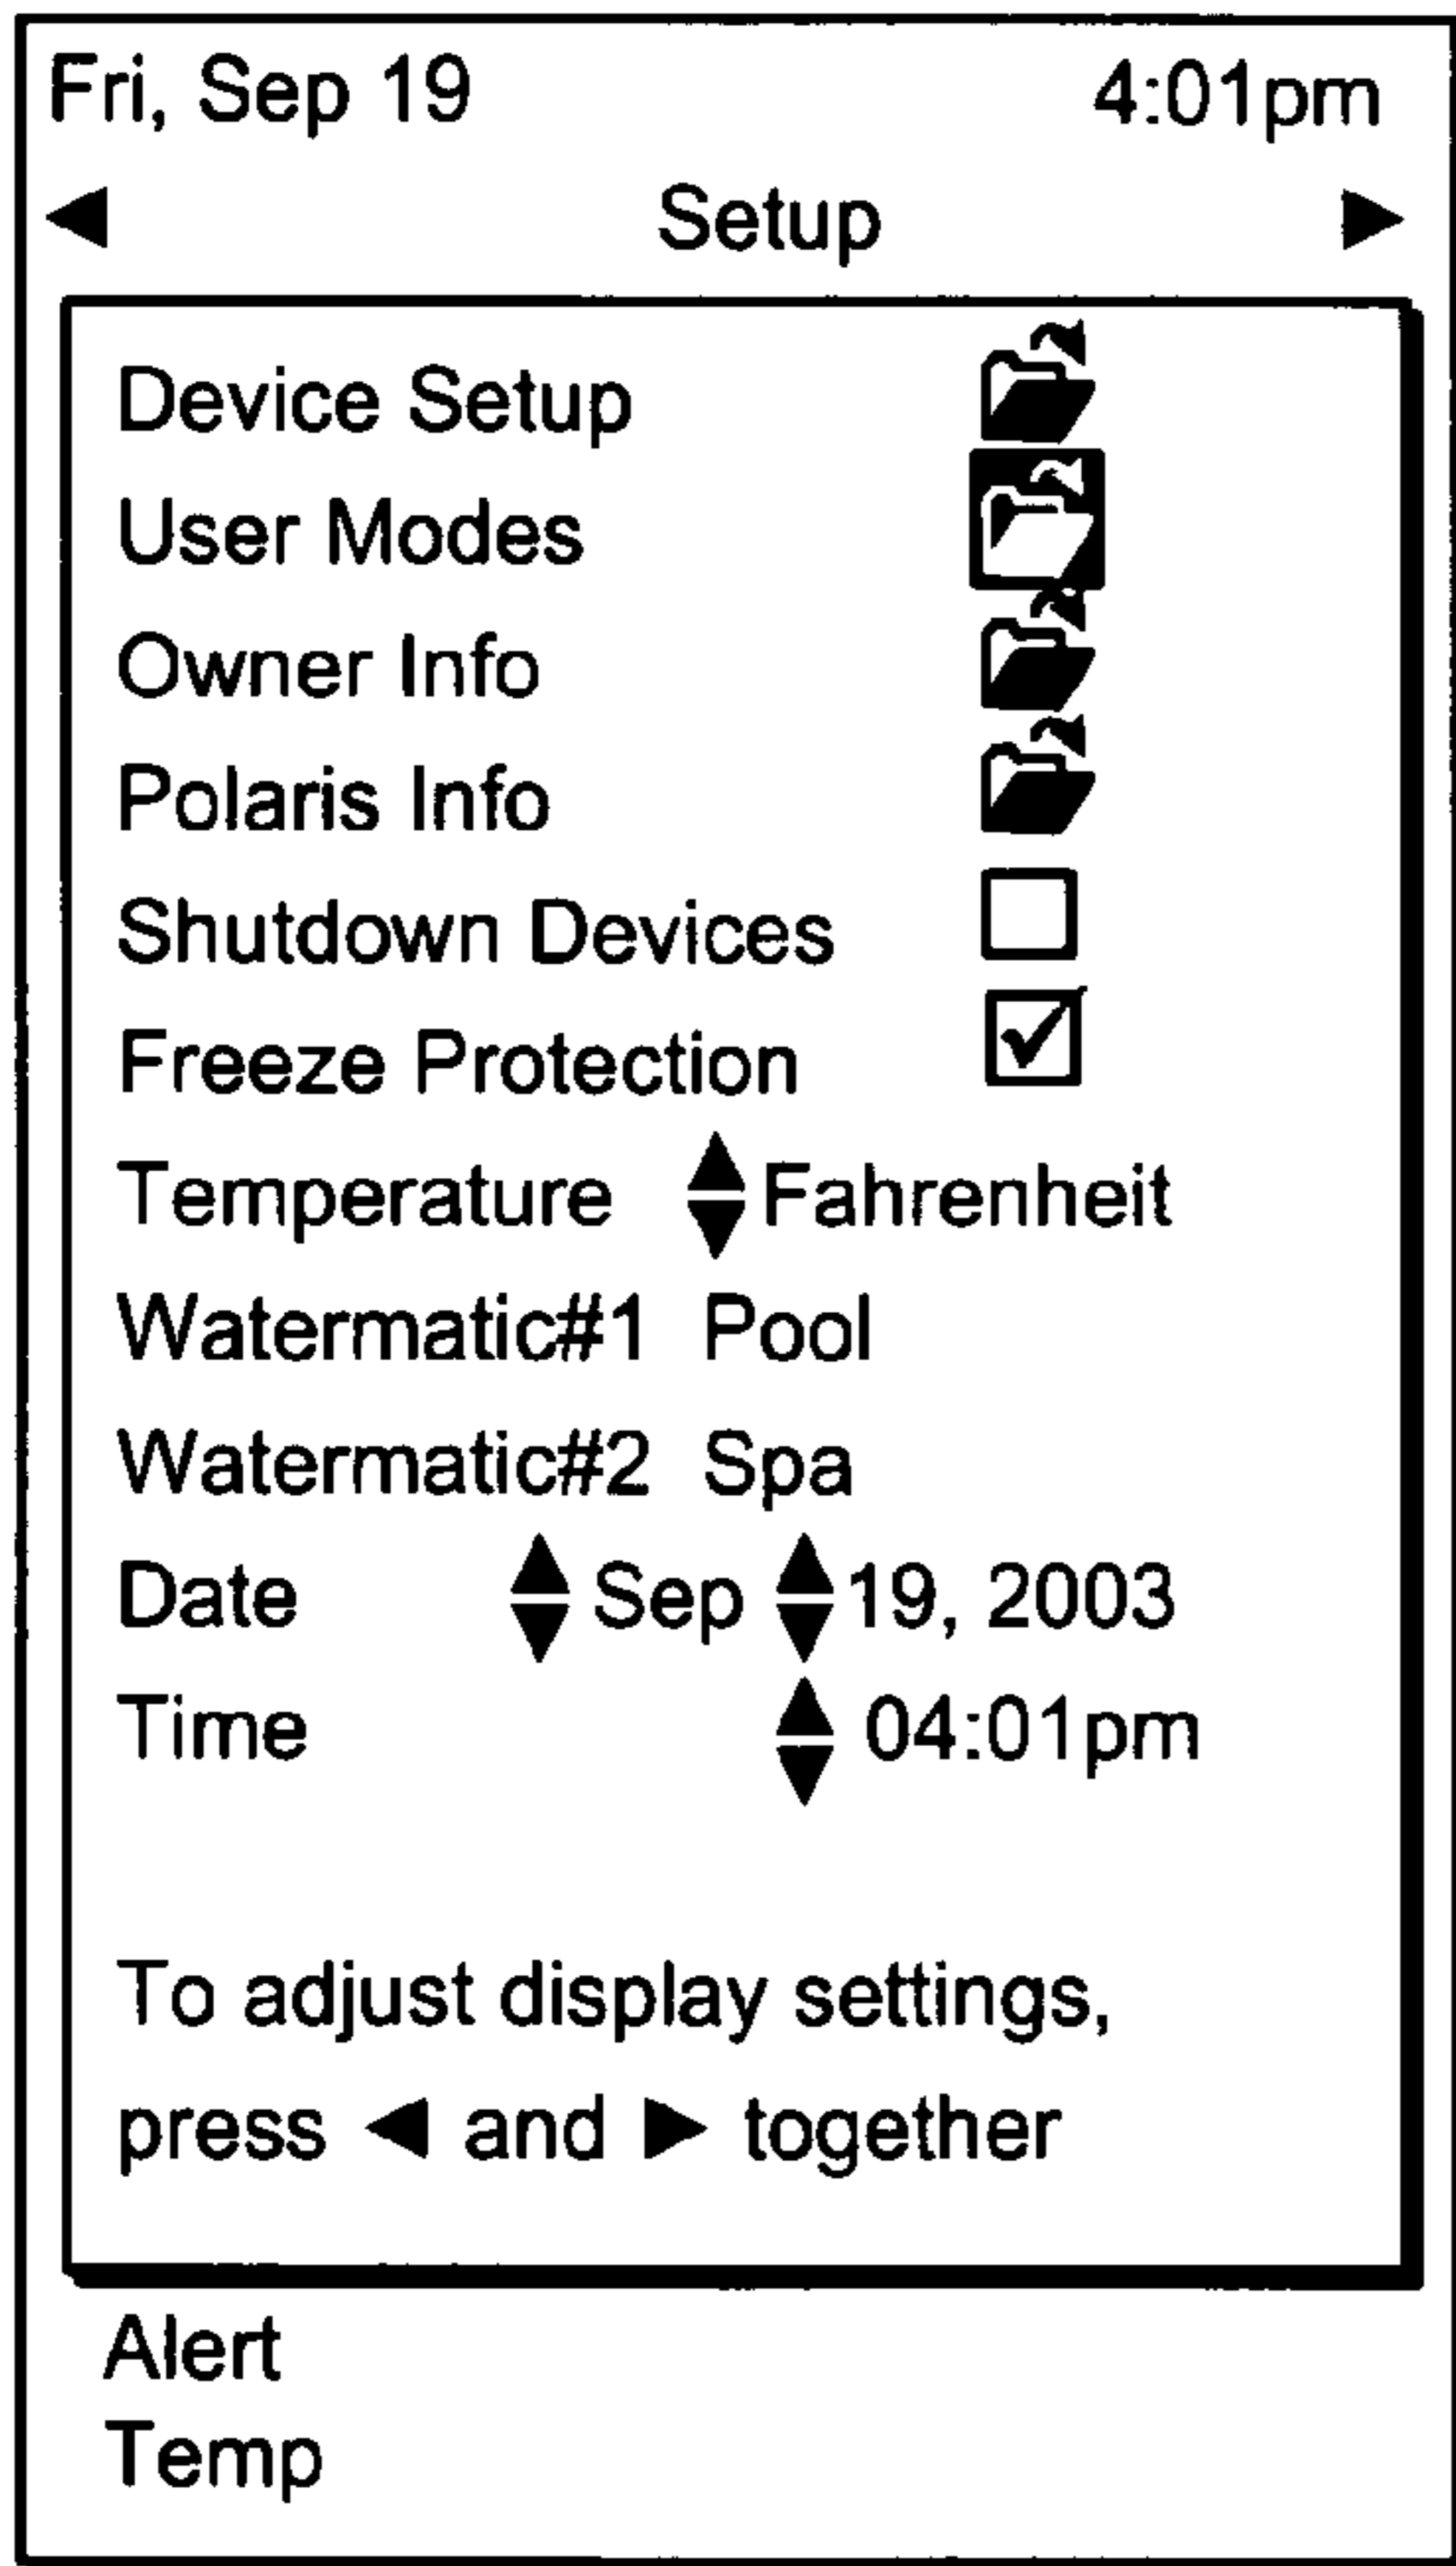 Fri, Sep 19 4:01pm
Setup
Device Setup
User Modes
Owner Info
Polaris Info
Shutdown Devices
Freeze Protection
Temperature Fahrenheit
Watermatic#1 Pool
Watermatic#2 Spa
Date Sep 19, 2003
Time 04:01pm
To adjust display settings,
press ◀ and ▶ together
Alert
Temp